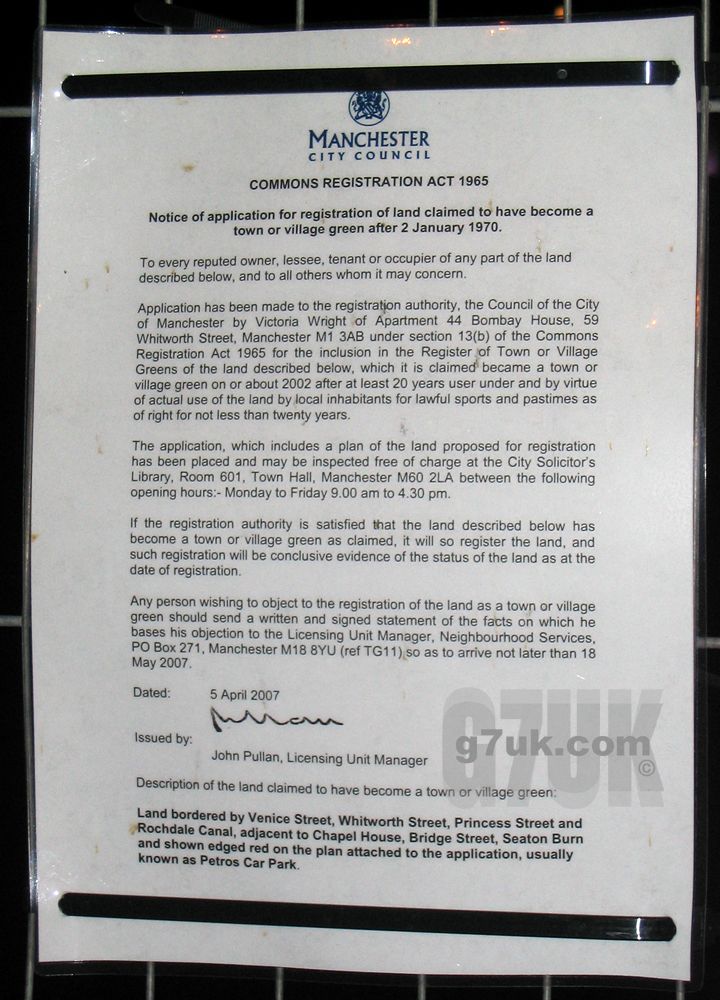 MANCHESTER
CITY COUNCIL
COMMONS REGISTRATION ACT 1965
Notice of application for registration of land claimed to have become a
town or village green after 2 January 1970.
To every reputed owner, lessee, tenant or occupier of any part of the land
described below, and to all others whom it may concern.
Application has been made to the registration authority, the Council of the City
of Manchester by Victoria Wright of Apartment 44 Bombay House, 59
Whitworth Street, Manchester M1 3AB under section 13(b) of the Commons
Registration Act 1965 for the inclusion in the Register of Town or Village
Greens of the land described below, which it is claimed became a town or
village green on or about 2002 after at least 20 years user under and by virtue
of actual use of the land by local inhabitants for lawful sports and pastimes as
of right for not less than twenty years.
The application, which includes a plan of the land proposed for registration
has been placed and may be inspected free of charge at the City Solicitor's
Library, Room 601, Town Hall, Manchester M60 2LA between the following
opening hours:- Monday to Friday 9.00 am to 4.30 pm.
If the registration authority is satisfied that the land described below has
become a town or village green as claimed, it will so register the land, and
such registration will be conclusive evidence of the status of the land as at the
date of registration.
Any person wishing to object to the registration of the land as a town or village
green should send a written and signed statement of the facts on which he
bases his objection to the Licensing Unit Manager, Neighbourhood Services,
PO Box 271, Manchester M18 8YU (ref TG11) so as to arrive not later than 18
May 2007.
Dated: 5 April 2007
Issued by:
John Pullan, Licensing Unit Manager
G7UK
g7uk.com
©
Description of the land claimed to have become a town or village green:
Land bordered by Venice Street, Whitworth Street, Princess Street and
Rochdale Canal, adjacent to Chapel House, Bridge Street, Seaton Burn
and shown edged red on the plan attached to the application, usually
known as Petros Car Park.